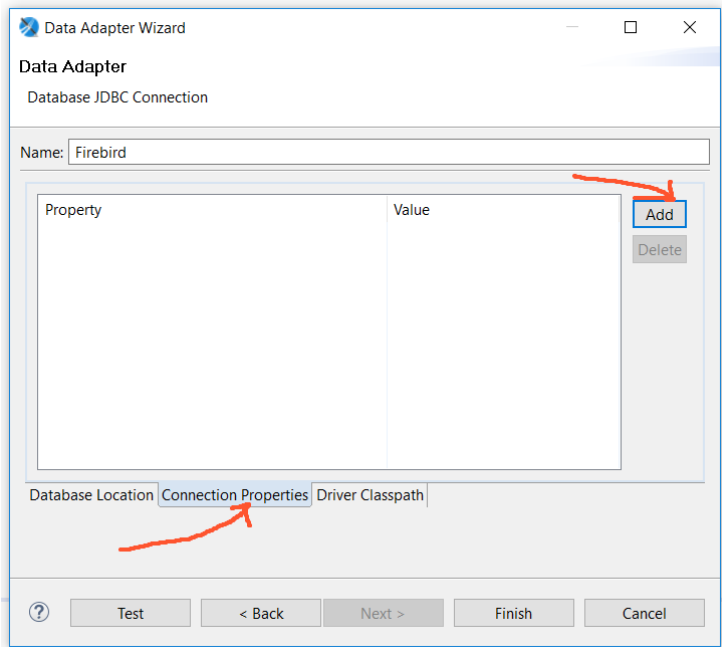 Data Adapter Wizard
Data Adapter
Database JDBC Connection
Name: Firebird
Property Value
Add
Delete
Database Location Connection Properties Driver Classpath
? Test < Back Next > Finish Cancel